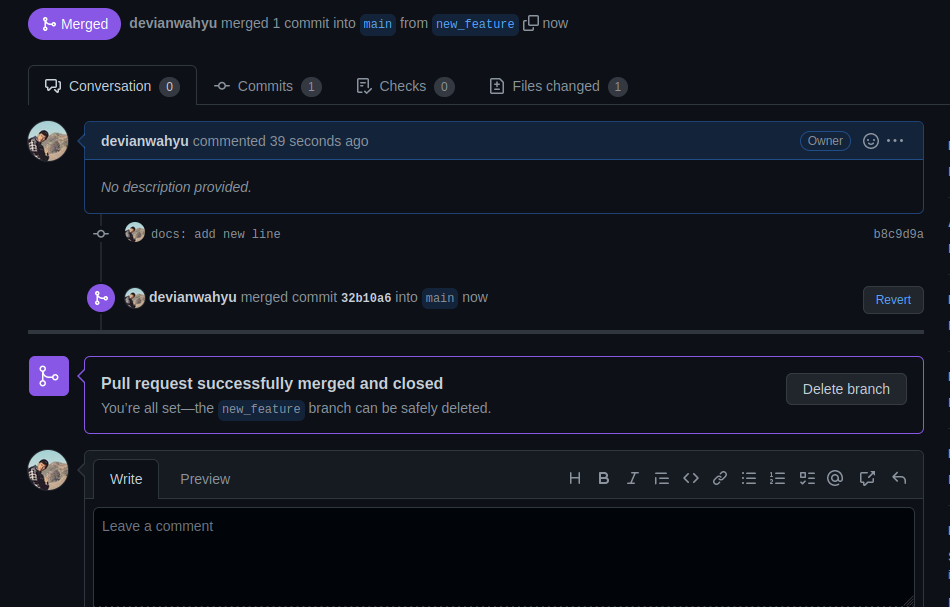 Merged devianwahyu merged 1 commit into main from new_feature now
Conversation 0 Commits 1 Checks 0 Files changed 1
devianwahyu commented 39 seconds ago Owner
No description provided.
docs: add new line b8c9d9a
devianwahyu merged commit 32b10a6 into main now Revert
Pull request successfully merged and closed
You're all set—the new_feature branch can be safely deleted.
Delete branch
Write Preview
Leave a comment